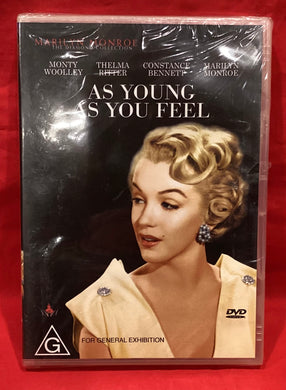 MARILYN MONROE
THE DIAMOND COLLECTION
MONTY THELMA CONSTANCE MARILYN
WOOLLEY RITTER BENNETT MONROE
AS YOUNG
AS YOU FEEL
DVD
G
FOR GENERAL EXHIBITION